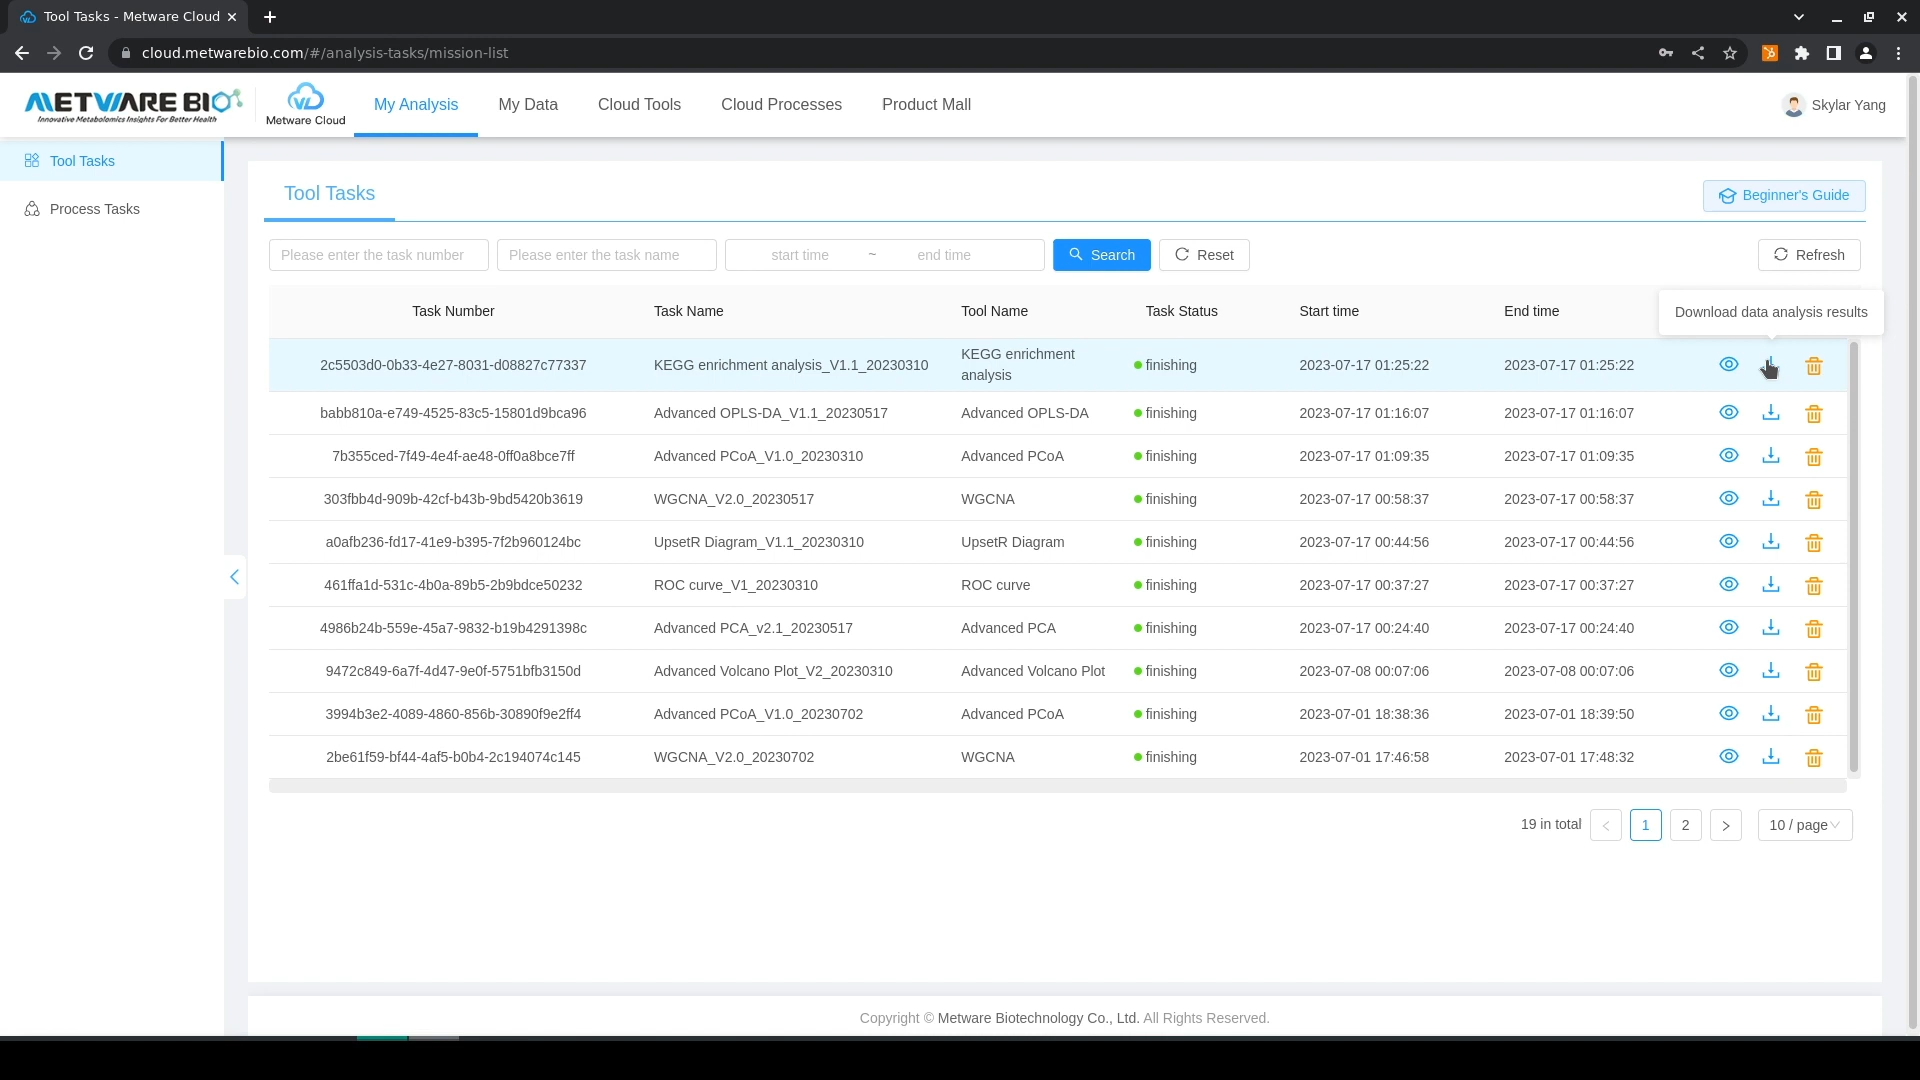 Tool Tasks - Metware Cloud
cloud.metwarebio.com/#/analysis-tasks/mission-list
METWARE BIO
Innovative Metabolomics Insights For Better Health
Metware Cloud
My Analysis My Data Cloud Tools Cloud Processes Product Mall
Skylar Yang
Tool Tasks
Process Tasks
Tool Tasks
Beginner's Guide
Please enter the task number Please enter the task name start time ~ end time Search Reset Refresh
Task Number Task Name Tool Name Task Status Start time End time
Download data analysis results
2c5503d0-0b33-4e27-8031-d08827c77337 KEGG enrichment analysis_V1.1_20230310 KEGG enrichment analysis finishing 2023-07-17 01:25:22 2023-07-17 01:25:22
babb810a-e749-4525-83c5-15801d9bca96 Advanced OPLS-DA_V1.1_20230517 Advanced OPLS-DA finishing 2023-07-17 01:16:07 2023-07-17 01:16:07
7b355ced-7f49-4e4f-ae48-0ff0a8bce7ff Advanced PCoA_V1.0_20230310 Advanced PCoA finishing 2023-07-17 01:09:35 2023-07-17 01:09:35
303fbb4d-909b-42cf-b43b-9bd5420b3619 WGCNA_V2.0_20230517 WGCNA finishing 2023-07-17 00:58:37 2023-07-17 00:58:37
a0afb236-fd17-41e9-b395-7f2b960124bc UpsetR Diagram_V1.1_20230310 UpsetR Diagram finishing 2023-07-17 00:44:56 2023-07-17 00:44:56
461ffa1d-531c-4b0a-89b5-2b9bdce50232 ROC curve_V1_20230310 ROC curve finishing 2023-07-17 00:37:27 2023-07-17 00:37:27
4986b24b-559e-45a7-9832-b19b4291398c Advanced PCA_v2.1_20230517 Advanced PCA finishing 2023-07-17 00:24:40 2023-07-17 00:24:40
9472c849-6a7f-4d47-9e0f-5751bfb3150d Advanced Volcano Plot_V2_20230310 Advanced Volcano Plot finishing 2023-07-08 00:07:06 2023-07-08 00:07:06
3994b3e2-4089-4860-856b-30890f9e2ff4 Advanced PCoA_V1.0_20230702 Advanced PCoA finishing 2023-07-01 18:38:36 2023-07-01 18:39:50
2be61f59-bf44-4af5-b0b4-2c194074c145 WGCNA_V2.0_20230702 WGCNA finishing 2023-07-01 17:46:58 2023-07-01 17:48:32
19 in total < 1 2 > 10 / page
Copyright © Metware Biotechnology Co., Ltd. All Rights Reserved.